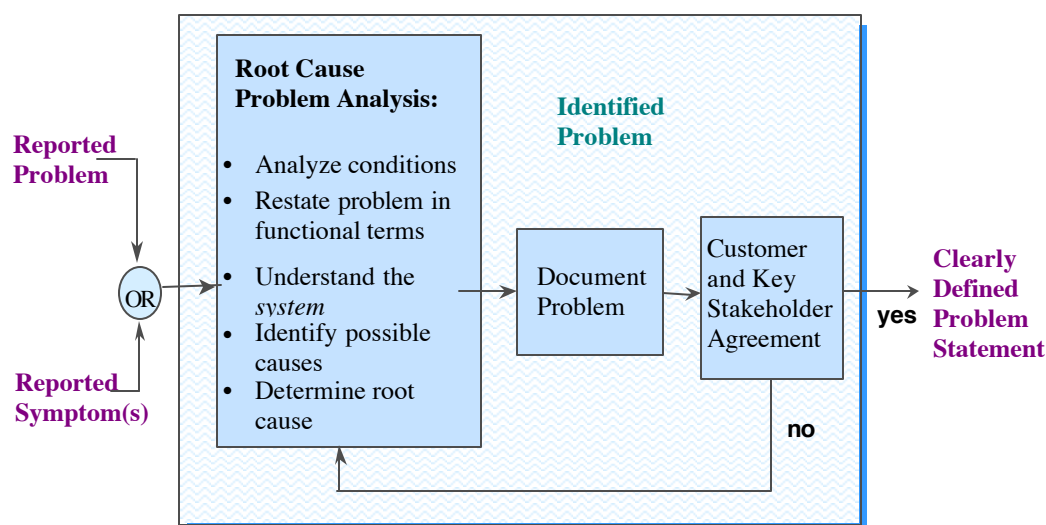 Reported
Problem
OR
Reported
Symptom(s)
Root Cause
Problem Analysis:
• Analyze conditions
• Restate problem in
functional terms
• Understand the
system
• Identify possible
causes
• Determine root
cause
Identified
Problem
Document
Problem
Customer
and Key
Stakeholder
Agreement
yes
no
Clearly
Defined
Problem
Statement